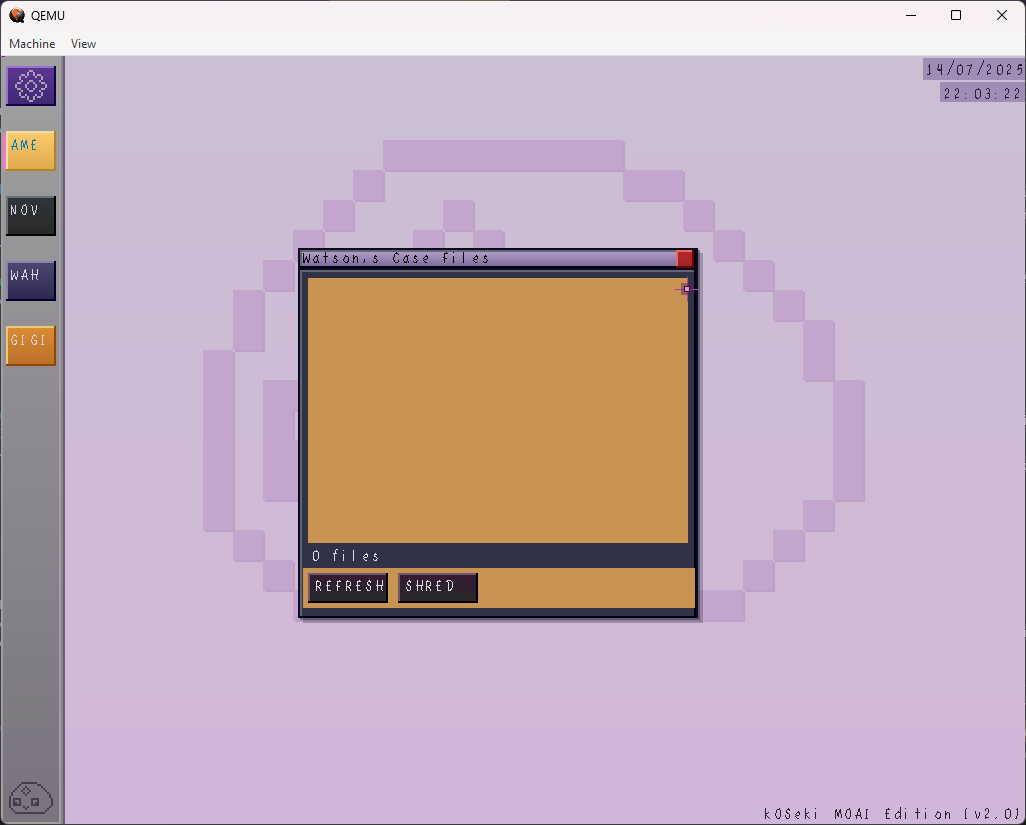 QEMU
Machine View
14/07/2025
22:03:22
AME
NOV
WAH
GIGI
Watson,s Case files
0 files
REFRESH SHRED
kOSeki MOAI Edition [v2.0]